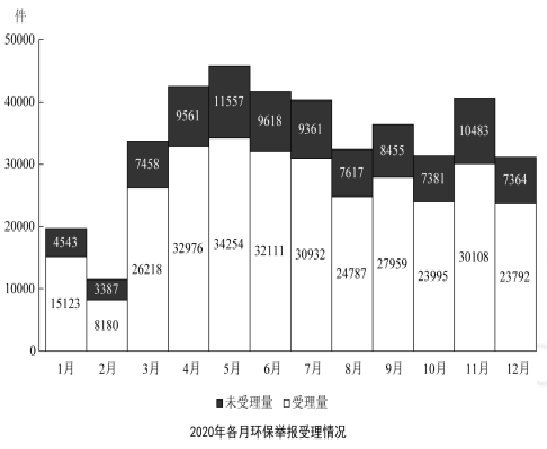 件
50000
40000
30000
20000
10000
0
4543 3387 7458 9561 11557 9618 9361 7617 8455 7381 10483 7364
15123 8180 26218 32976 34254 32111 30932 24787 27959 23995 30108 23792
1月 2月 3月 4月 5月 6月 7月 8月 9月 10月 11月 12月
■未受理量 □受理量
2020年各月环保举报受理情况